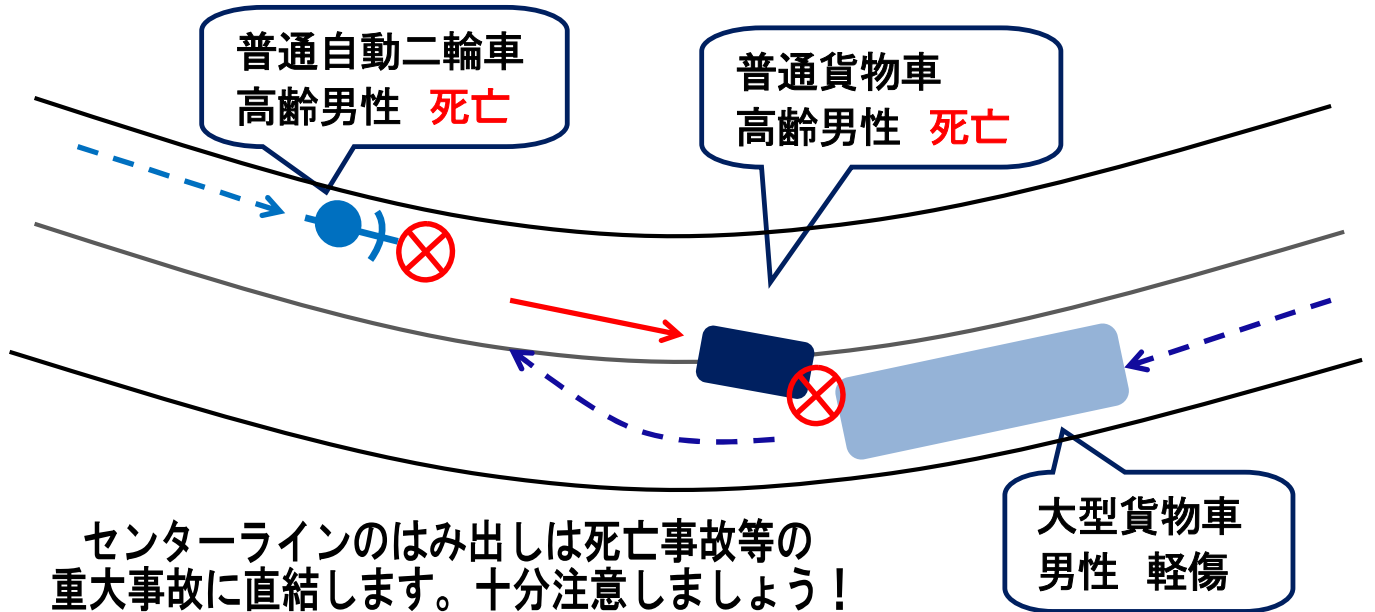 普通自動二輪車
高齢男性 死亡
普通貨物車
高齢男性 死亡
大型貨物車
男性 軽傷
センターラインのはみ出しは死亡事故等の
重大事故に直結します。十分注意しましょう！